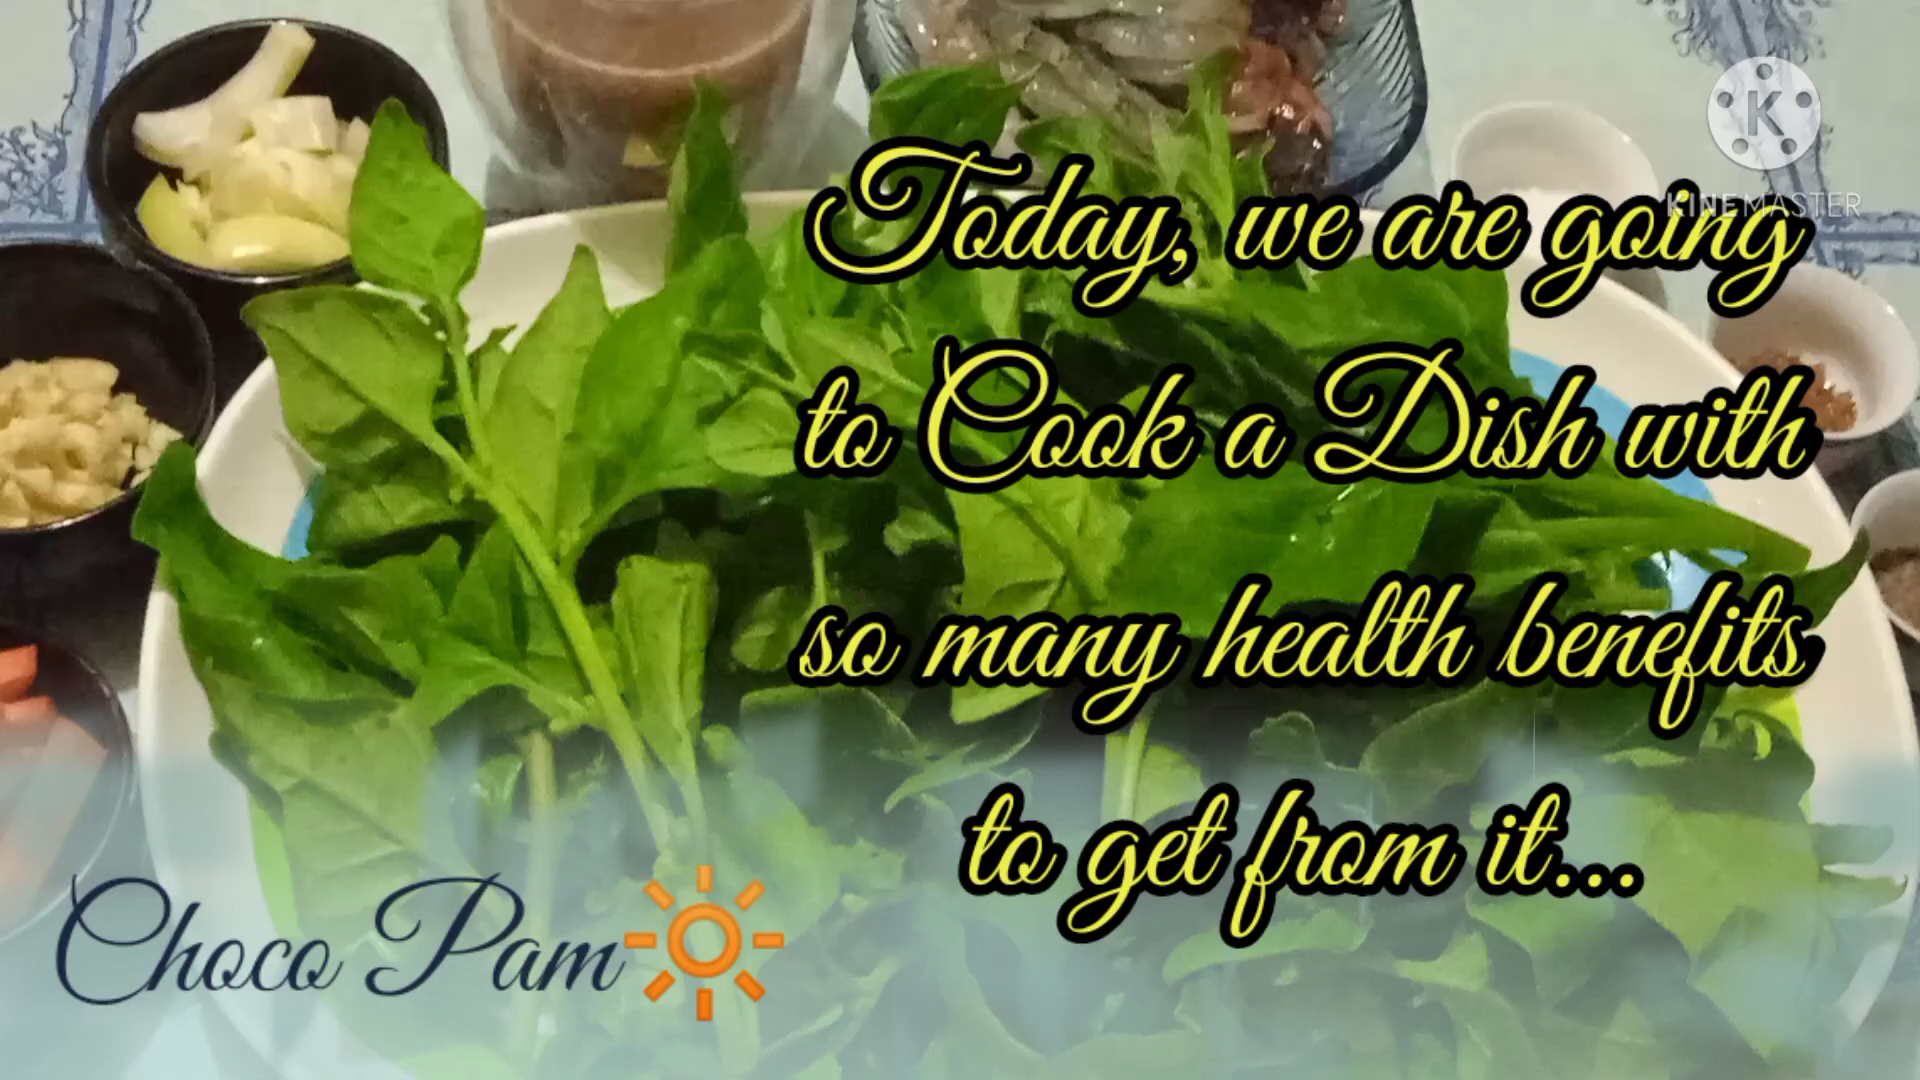 KINEMASTER
Today, we are going
to Cook a Dish with
so many health benefits
to get from it...
Choco Pam